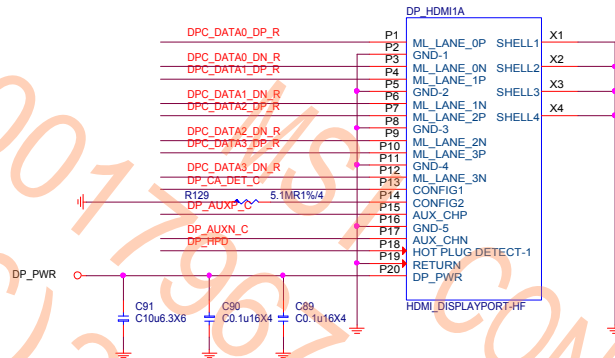 DP_HDMI1A
DPC_DATA0_DP_R
P1
ML_LANE_0P
SHELL1
X1
P2
GND-1
DPC_DATA0_DN_R
P3
ML_LANE_0N
SHELL2
X2
DPC_DATA1_DP_R
P4
ML_LANE_1P
P5
GND-2
SHELL3
X3
DPC_DATA1_DN_R
P6
ML_LANE_1N
DPC_DATA2_DP_R
P7
ML_LANE_2P
SHELL4
X4
P8
GND-3
DPC_DATA2_DN_R
P9
ML_LANE_2N
DPC_DATA3_DP_R
P10
ML_LANE_3P
P11
GND-4
DPC_DATA3_DN_R
P12
ML_LANE_3N
DP_CA_DET_C
P13
CONFIG1
R129
5.1MR1%/4
P14
CONFIG2
DP_AUXP_C
P15
AUX_CHP
P16
GND-5
DP_AUXN_C
P17
AUX_CHN
DP_HPD
P18
HOT PLUG DETECT-1
P19
RETURN
DP_PWR
P20
DP_PWR
HDMI_DISPLAYPORT-HF
C91
C10u6.3X6
C90
C0.1u16X4
C89
C0.1u16X4
MSI